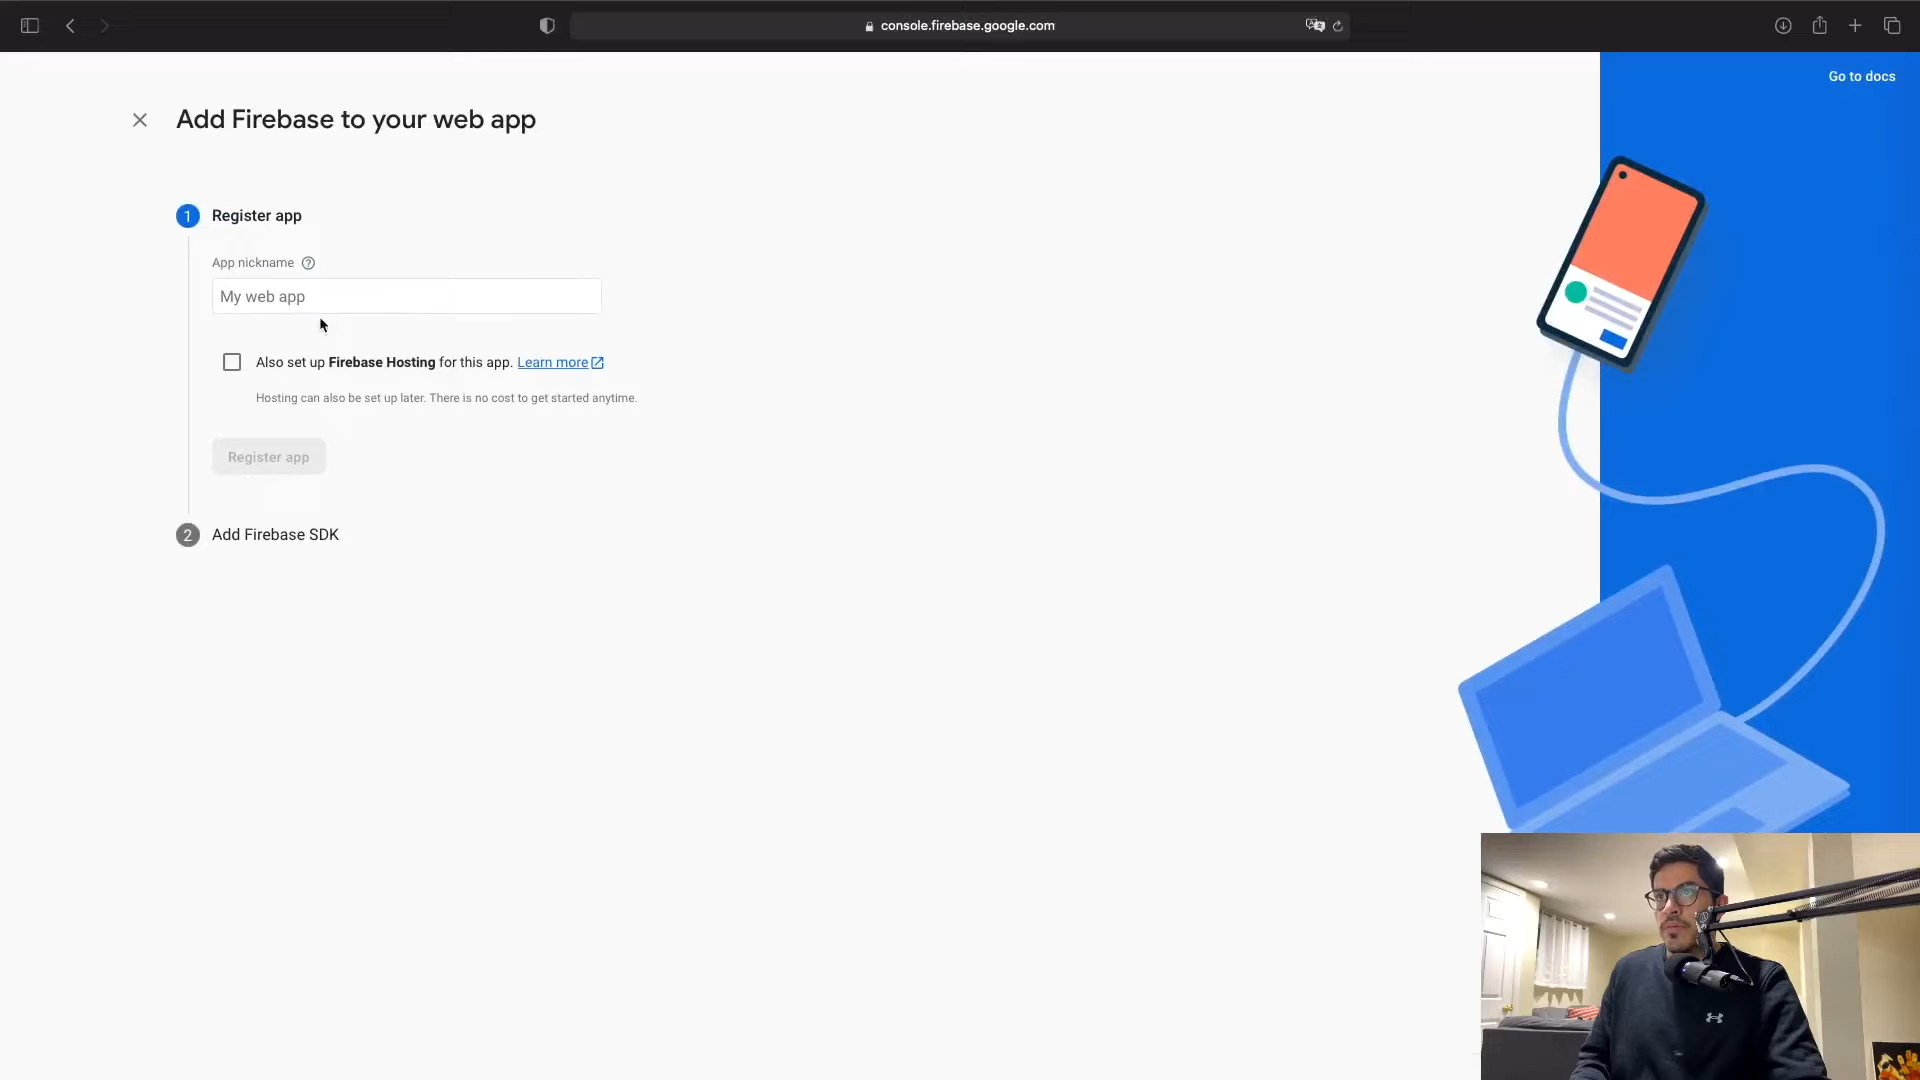 console.firebase.google.com
Go to docs
Add Firebase to your web app
1 Register app
App nickname
My web app
Also set up Firebase Hosting for this app. Learn more
Hosting can also be set up later. There is no cost to get started anytime.
Register app
2 Add Firebase SDK